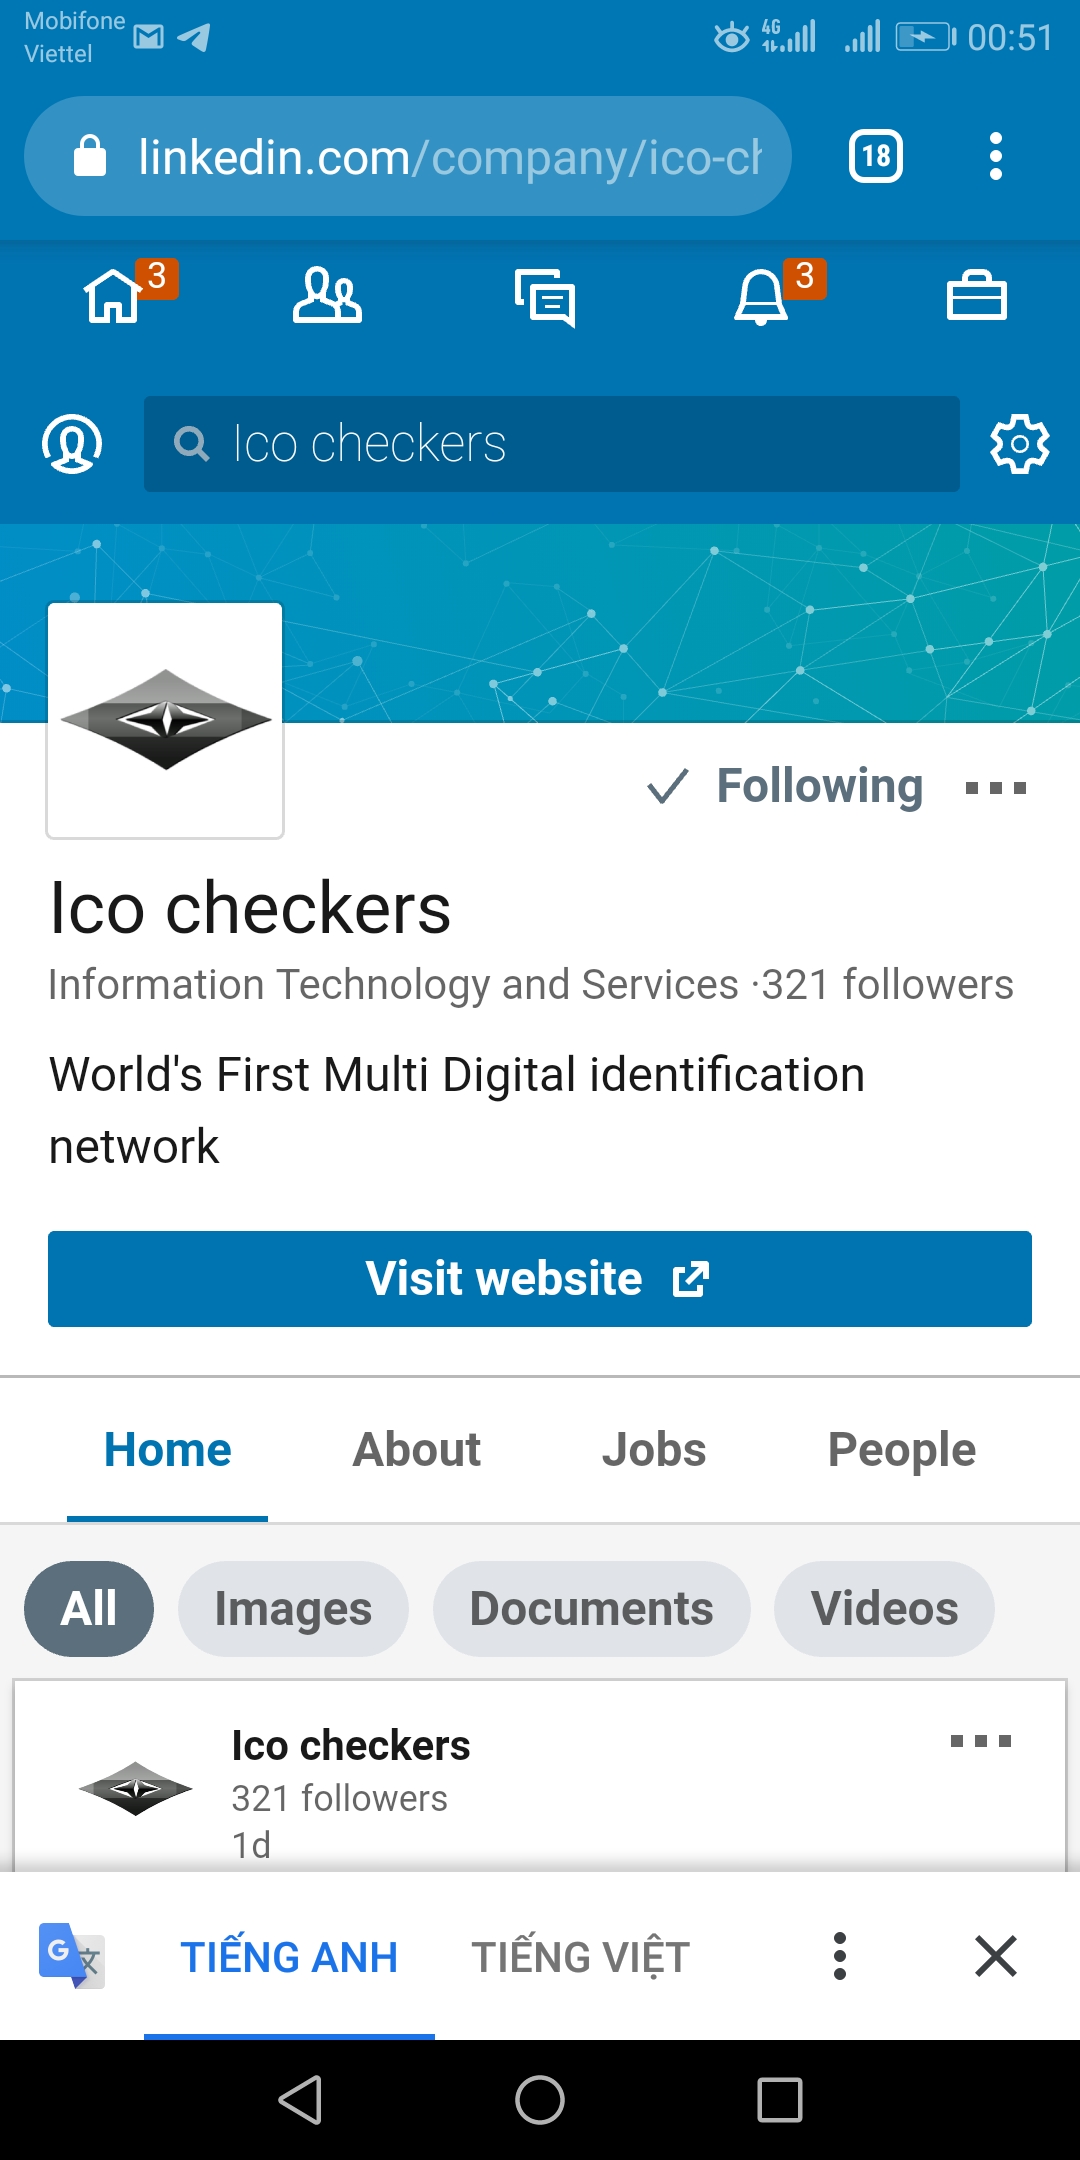 Mobifone
Viettel
4G
00:51
linkedin.com/company/ico-ch
18
3
3
Ico checkers
Following
Ico checkers
Information Technology and Services ·321 followers
World's First Multi Digital identification
network
Visit website
Home About Jobs People
All Images Documents Videos
Ico checkers
321 followers
1d
G 文
TIẾNG ANH TIẾNG VIỆT